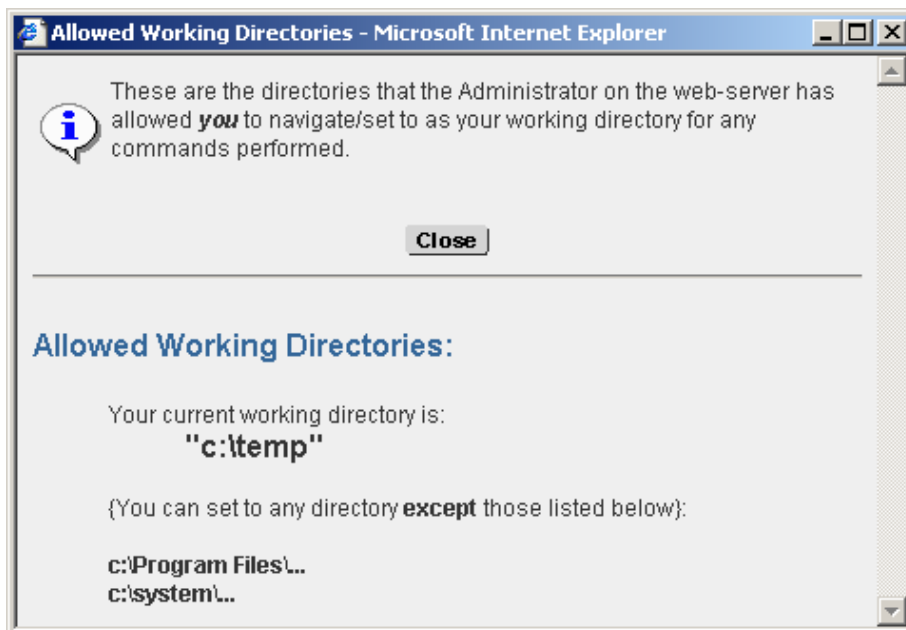 Allowed Working Directories - Microsoft Internet Explorer
These are the directories that the Administrator on the web-server has
allowed you to navigate/set to as your working directory for any
commands performed.
Close
Allowed Working Directories:
Your current working directory is:
"c:\temp"
{You can set to any directory except those listed below}:
c:\Program Files\...
c:\system\...